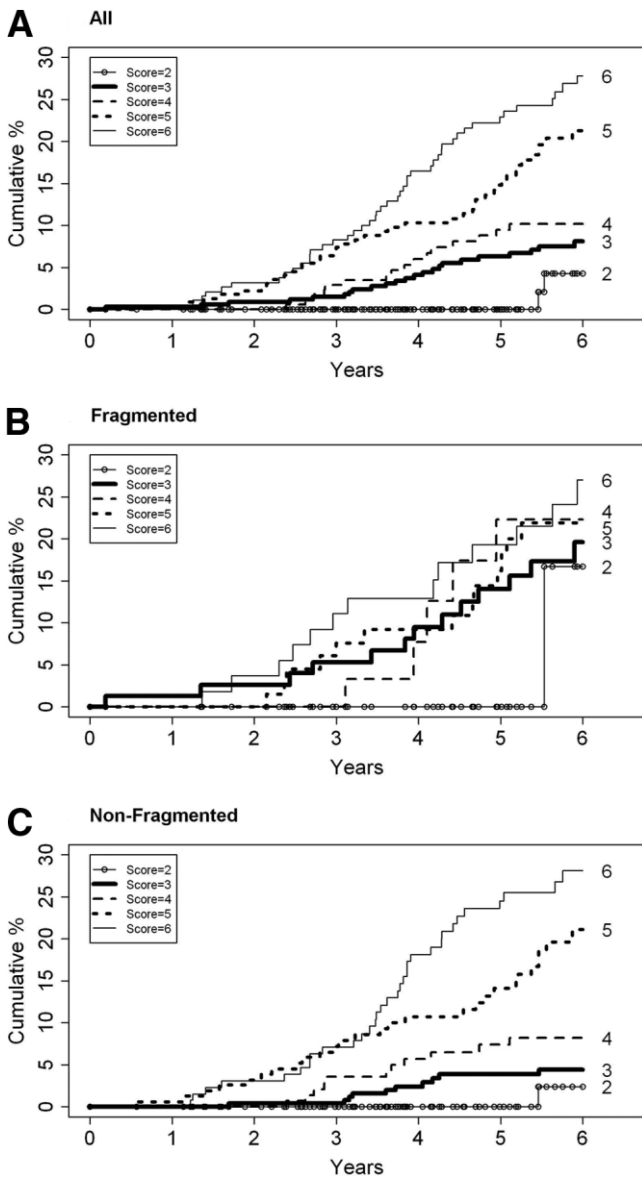 A
All
30
25
20
15
10
5
0
Cumulative %
Score=2
Score=3
Score=4
Score=5
Score=6
6
5
4
3
2
0 1 2 3 4 5 6
Years
B
Fragmented
30
25
20
15
10
5
0
Cumulative %
Score=2
Score=3
Score=4
Score=5
Score=6
6
4
5
3
2
0 1 2 3 4 5 6
Years
C
Non-Fragmented
30
25
20
15
10
5
0
Cumulative %
Score=2
Score=3
Score=4
Score=5
Score=6
6
5
4
3
2
0 1 2 3 4 5 6
Years